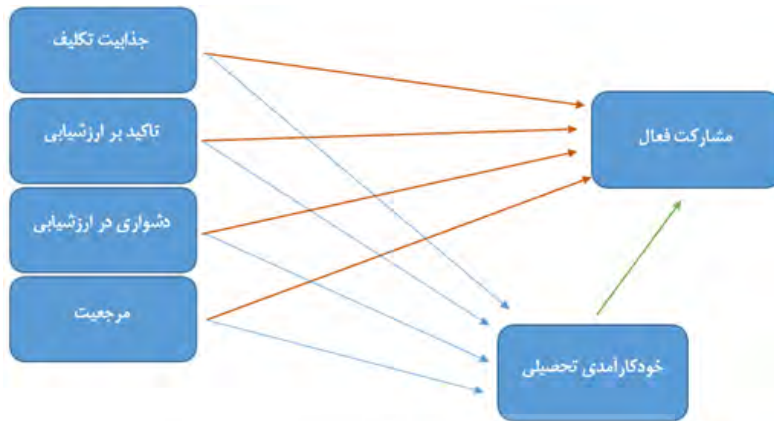 جذابیت تکلیف
تاکید بر ارزشیابی
دشواری در ارزشیابی
مرجعیت
مشارکت فعال
خودکارآمدی تحصیلی